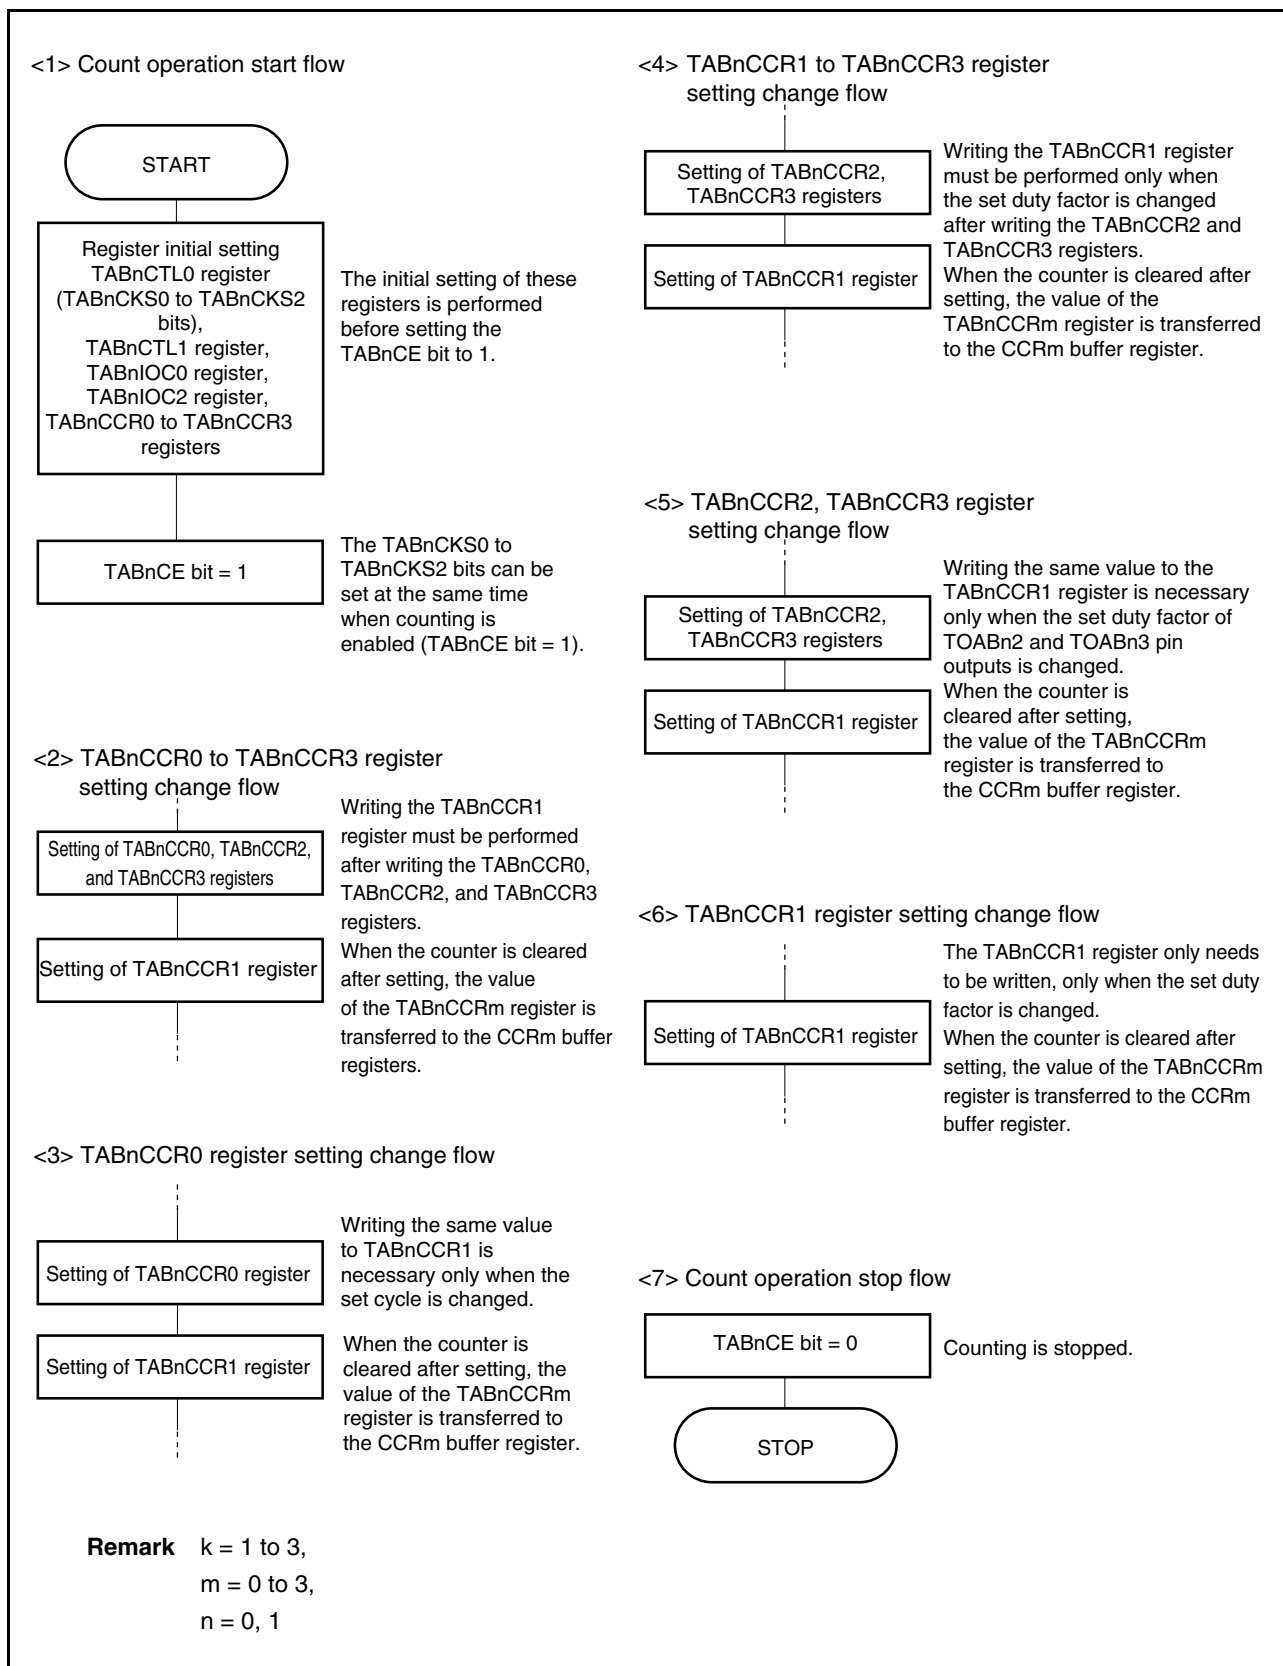 <1> Count operation start flow
START
Register initial setting
TABnCTL0 register
(TABnCKS0 to TABnCKS2
bits),
TABnCTL1 register,
TABnIOC0 register,
TABnIOC2 register,
TABnCCR0 to TABnCCR3
registers
The initial setting of these
registers is performed
before setting the
TABnCE bit to 1.
TABnCE bit = 1
The TABnCKS0 to
TABnCKS2 bits can be
set at the same time
when counting is
enabled (TABnCE bit = 1).
<2> TABnCCR0 to TABnCCR3 register
setting change flow
Setting of TABnCCR0, TABnCCR2,
and TABnCCR3 registers
Setting of TABnCCR1 register
Writing the TABnCCR1
register must be performed
after writing the TABnCCR0,
TABnCCR2, and TABnCCR3
registers.
When the counter is cleared
after setting, the value
of the TABnCCRm register is
transferred to the CCRm buffer
registers.
<3> TABnCCR0 register setting change flow
Setting of TABnCCR0 register
Writing the same value
to TABnCCR1 is
necessary only when the
set cycle is changed.
Setting of TABnCCR1 register
When the counter is
cleared after setting, the
value of the TABnCCRm
register is transferred to
the CCRm buffer register.
<4> TABnCCR1 to TABnCCR3 register
setting change flow
Setting of TABnCCR2,
TABnCCR3 registers
Setting of TABnCCR1 register
Writing the TABnCCR1 register
must be performed only when
the set duty factor is changed
after writing the TABnCCR2 and
TABnCCR3 registers.
When the counter is cleared after
setting, the value of the
TABnCCRm register is transferred
to the CCRm buffer register.
<5> TABnCCR2, TABnCCR3 register
setting change flow
Setting of TABnCCR2,
TABnCCR3 registers
Setting of TABnCCR1 register
Writing the same value to the
TABnCCR1 register is necessary
only when the set duty factor of
TOABn2 and TOABn3 pin
outputs is changed.
When the counter is
cleared after setting,
the value of the TABnCCRm
register is transferred to
the CCRm buffer register.
<6> TABnCCR1 register setting change flow
Setting of TABnCCR1 register
The TABnCCR1 register only needs
to be written, only when the set duty
factor is changed.
When the counter is cleared after
setting, the value of the TABnCCRm
register is transferred to the CCRm
buffer register.
<7> Count operation stop flow
TABnCE bit = 0
Counting is stopped.
STOP
Remark k = 1 to 3,
m = 0 to 3,
n = 0, 1